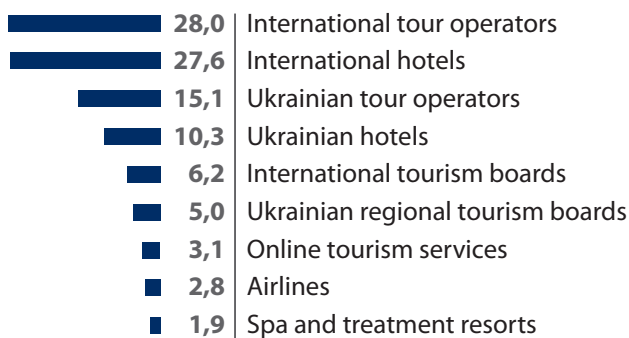 28,0 International tour operators
27,6 International hotels
15,1 Ukrainian tour operators
10,3 Ukrainian hotels
6,2 International tourism boards
5,0 Ukrainian regional tourism boards
3,1 Online tourism services
2,8 Airlines
1,9 Spa and treatment resorts